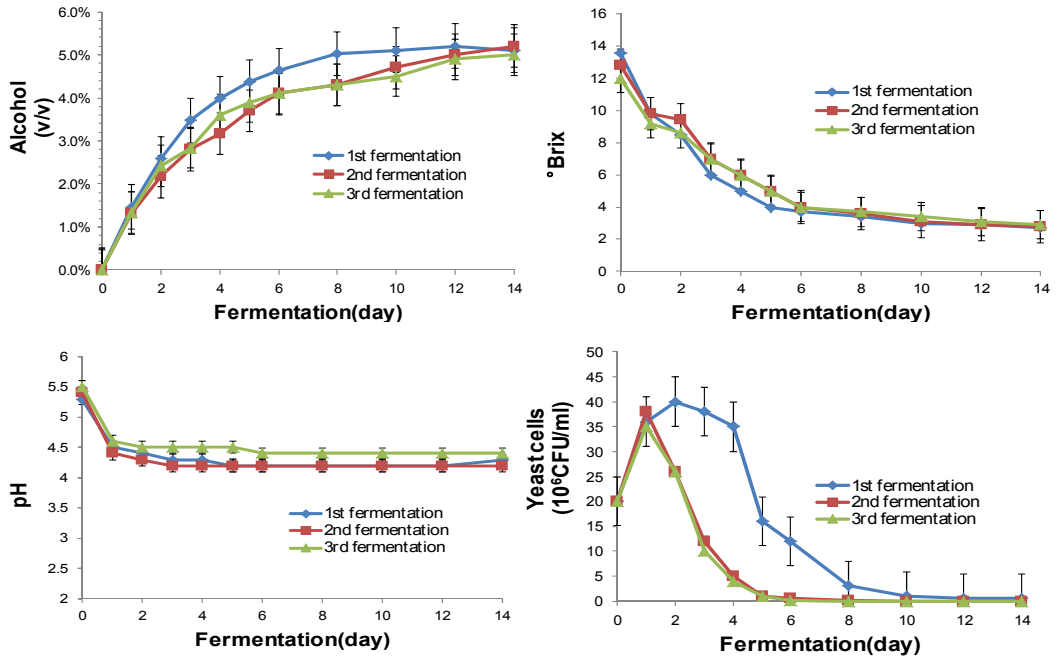 Alcohol
(v/v)
6.0%
5.0%
4.0%
3.0%
2.0%
1.0%
0.0%
1st fermentation
2nd fermentation
3rd fermentation
0 2 4 6 8 10 12 14
Fermentation(day)
°Brix
16
14
12
10
8
6
4
2
0
1st fermentation
2nd fermentation
3rd fermentation
0 2 4 6 8 10 12 14
Fermentation(day)
pH
6
5.5
5
4.5
4
3.5
3
2.5
2
1st fermentation
2nd fermentation
3rd fermentation
0 2 4 6 8 10 12 14
Fermentation(day)
Yeast cells
(10⁶CFU/ml)
50
45
40
35
30
25
20
15
10
5
0
1st fermentation
2nd fermentation
3rd fermentation
0 2 4 6 8 10 12 14
Fermentation(day)